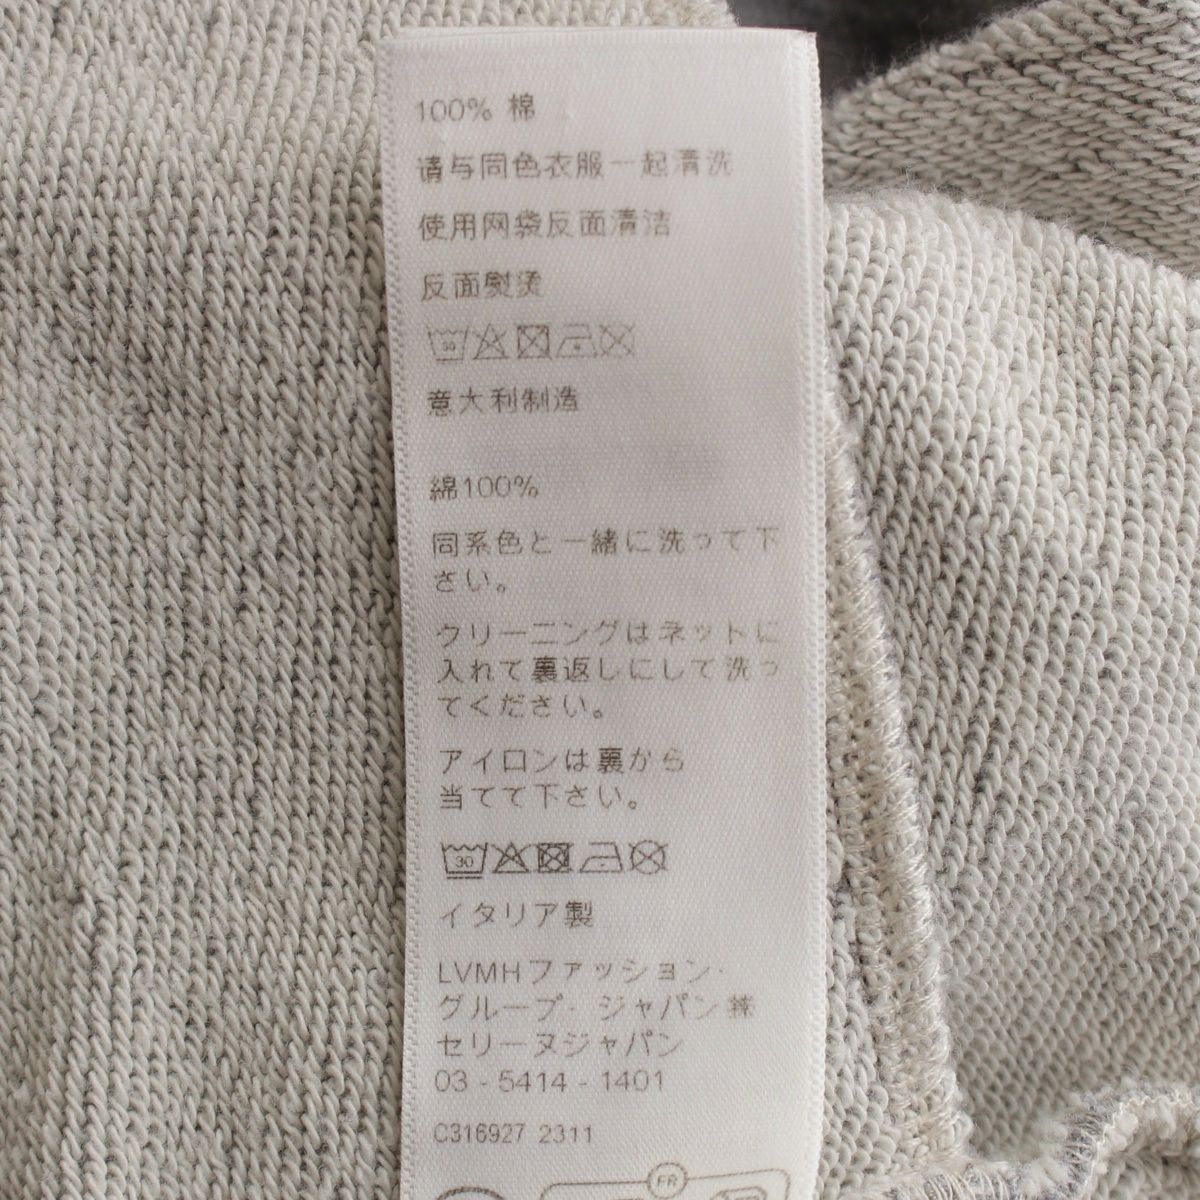 100% 棉
请与同色衣服一起清洗
使用网袋反面清洁
反面熨烫
30
意大利制造
綿100%
同系色と一緒に洗って下
さい。
クリーニングはネットに
入れて裏返しにして洗っ
てください。
アイロンは裏から
当てて下さい。
30
イタリア製
LVMHファッション・
グループ・ジャパン㈱
セリーヌジャパン
03 - 5414 - 1401
C316927 2311
FR